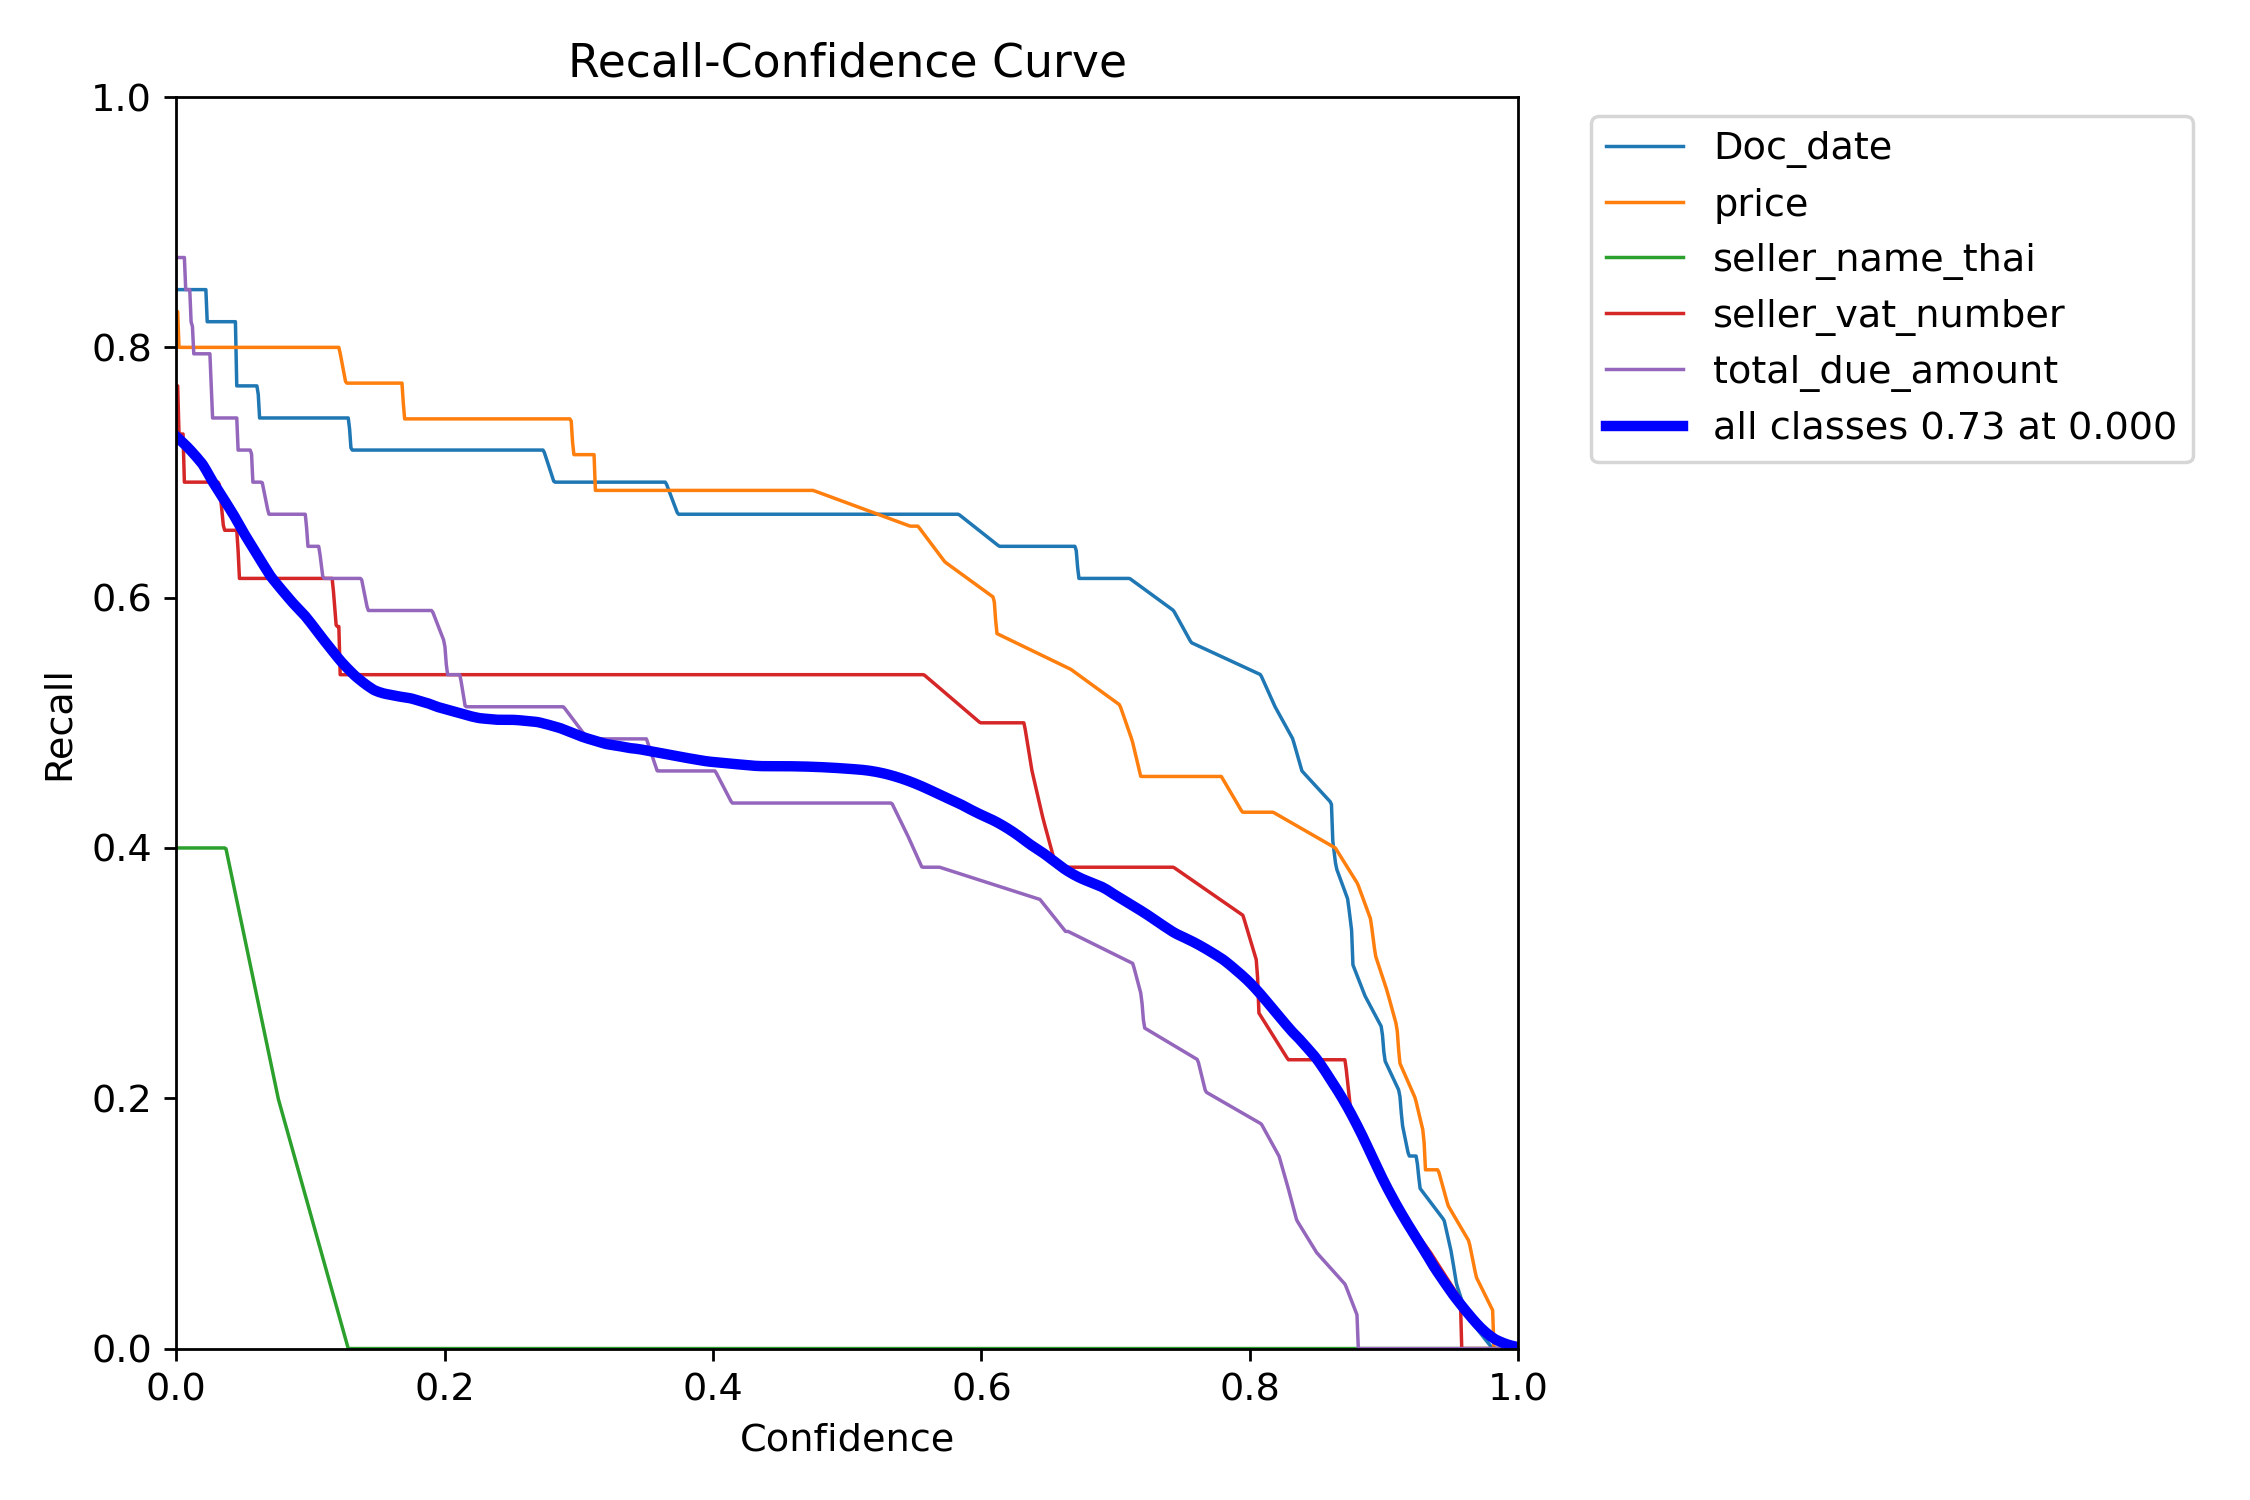 Recall-Confidence Curve
1.0
0.8
0.6
0.4
0.2
0.0
Recall
0.0 0.2 0.4 0.6 0.8 1.0
Confidence
Doc_date
price
seller_name_thai
seller_vat_number
total_due_amount
all classes 0.73 at 0.000